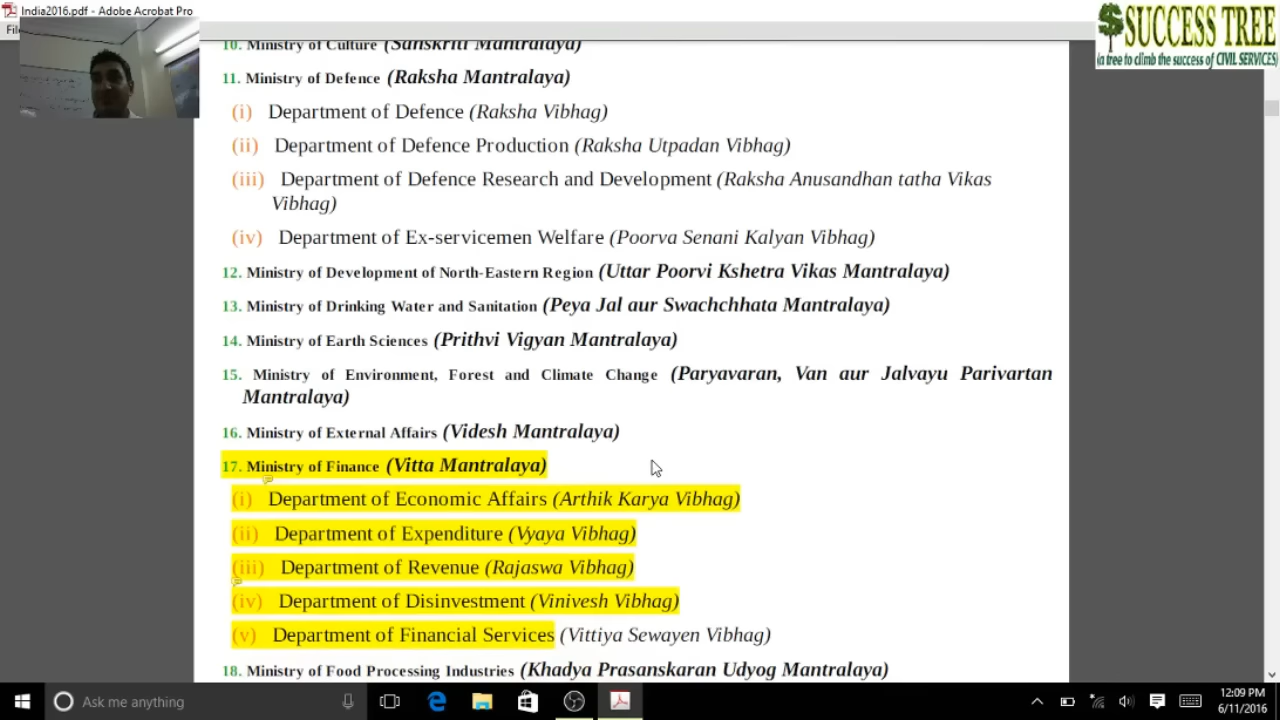 India2016.pdf - Adobe Acrobat Pro
SUCCESS TREE
(a tree to climb the success of CIVIL SERVICES)
10. Ministry of Culture (Sanskriti Mantralaya)
11. Ministry of Defence (Raksha Mantralaya)
(i) Department of Defence (Raksha Vibhag)
(ii) Department of Defence Production (Raksha Utpadan Vibhag)
(iii) Department of Defence Research and Development (Raksha Anusandhan tatha Vikas
Vibhag)
(iv) Department of Ex-servicemen Welfare (Poorva Senani Kalyan Vibhag)
12. Ministry of Development of North-Eastern Region (Uttar Poorvi Kshetra Vikas Mantralaya)
13. Ministry of Drinking Water and Sanitation (Peya Jal aur Swachchhata Mantralaya)
14. Ministry of Earth Sciences (Prithvi Vigyan Mantralaya)
15. Ministry of Environment, Forest and Climate Change (Paryavaran, Van aur Jalvayu Parivartan
Mantralaya)
16. Ministry of External Affairs (Videsh Mantralaya)
17. Ministry of Finance (Vitta Mantralaya)
(i) Department of Economic Affairs (Arthik Karya Vibhag)
(ii) Department of Expenditure (Vyaya Vibhag)
(iii) Department of Revenue (Rajaswa Vibhag)
(iv) Department of Disinvestment (Vinivesh Vibhag)
(v) Department of Financial Services (Vittiya Sewayen Vibhag)
18. Ministry of Food Processing Industries (Khadya Prasanskaran Udyog Mantralaya)
Ask me anything
12:09 PM
6/11/2016